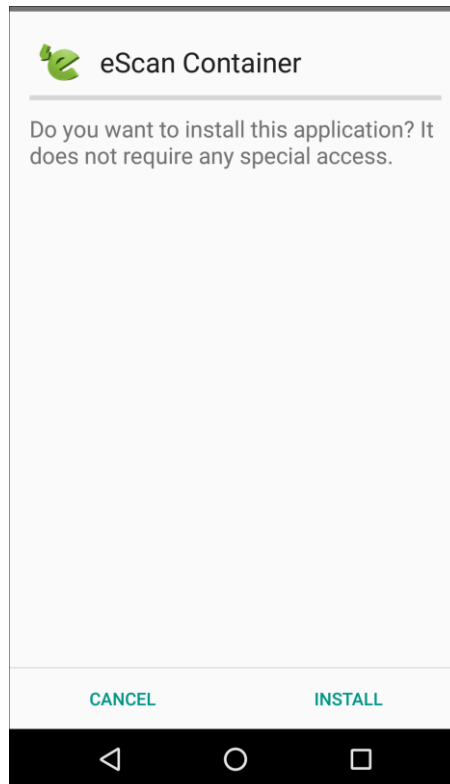 eScan Container
Do you want to install this application? It
does not require any special access.
CANCEL INSTALL